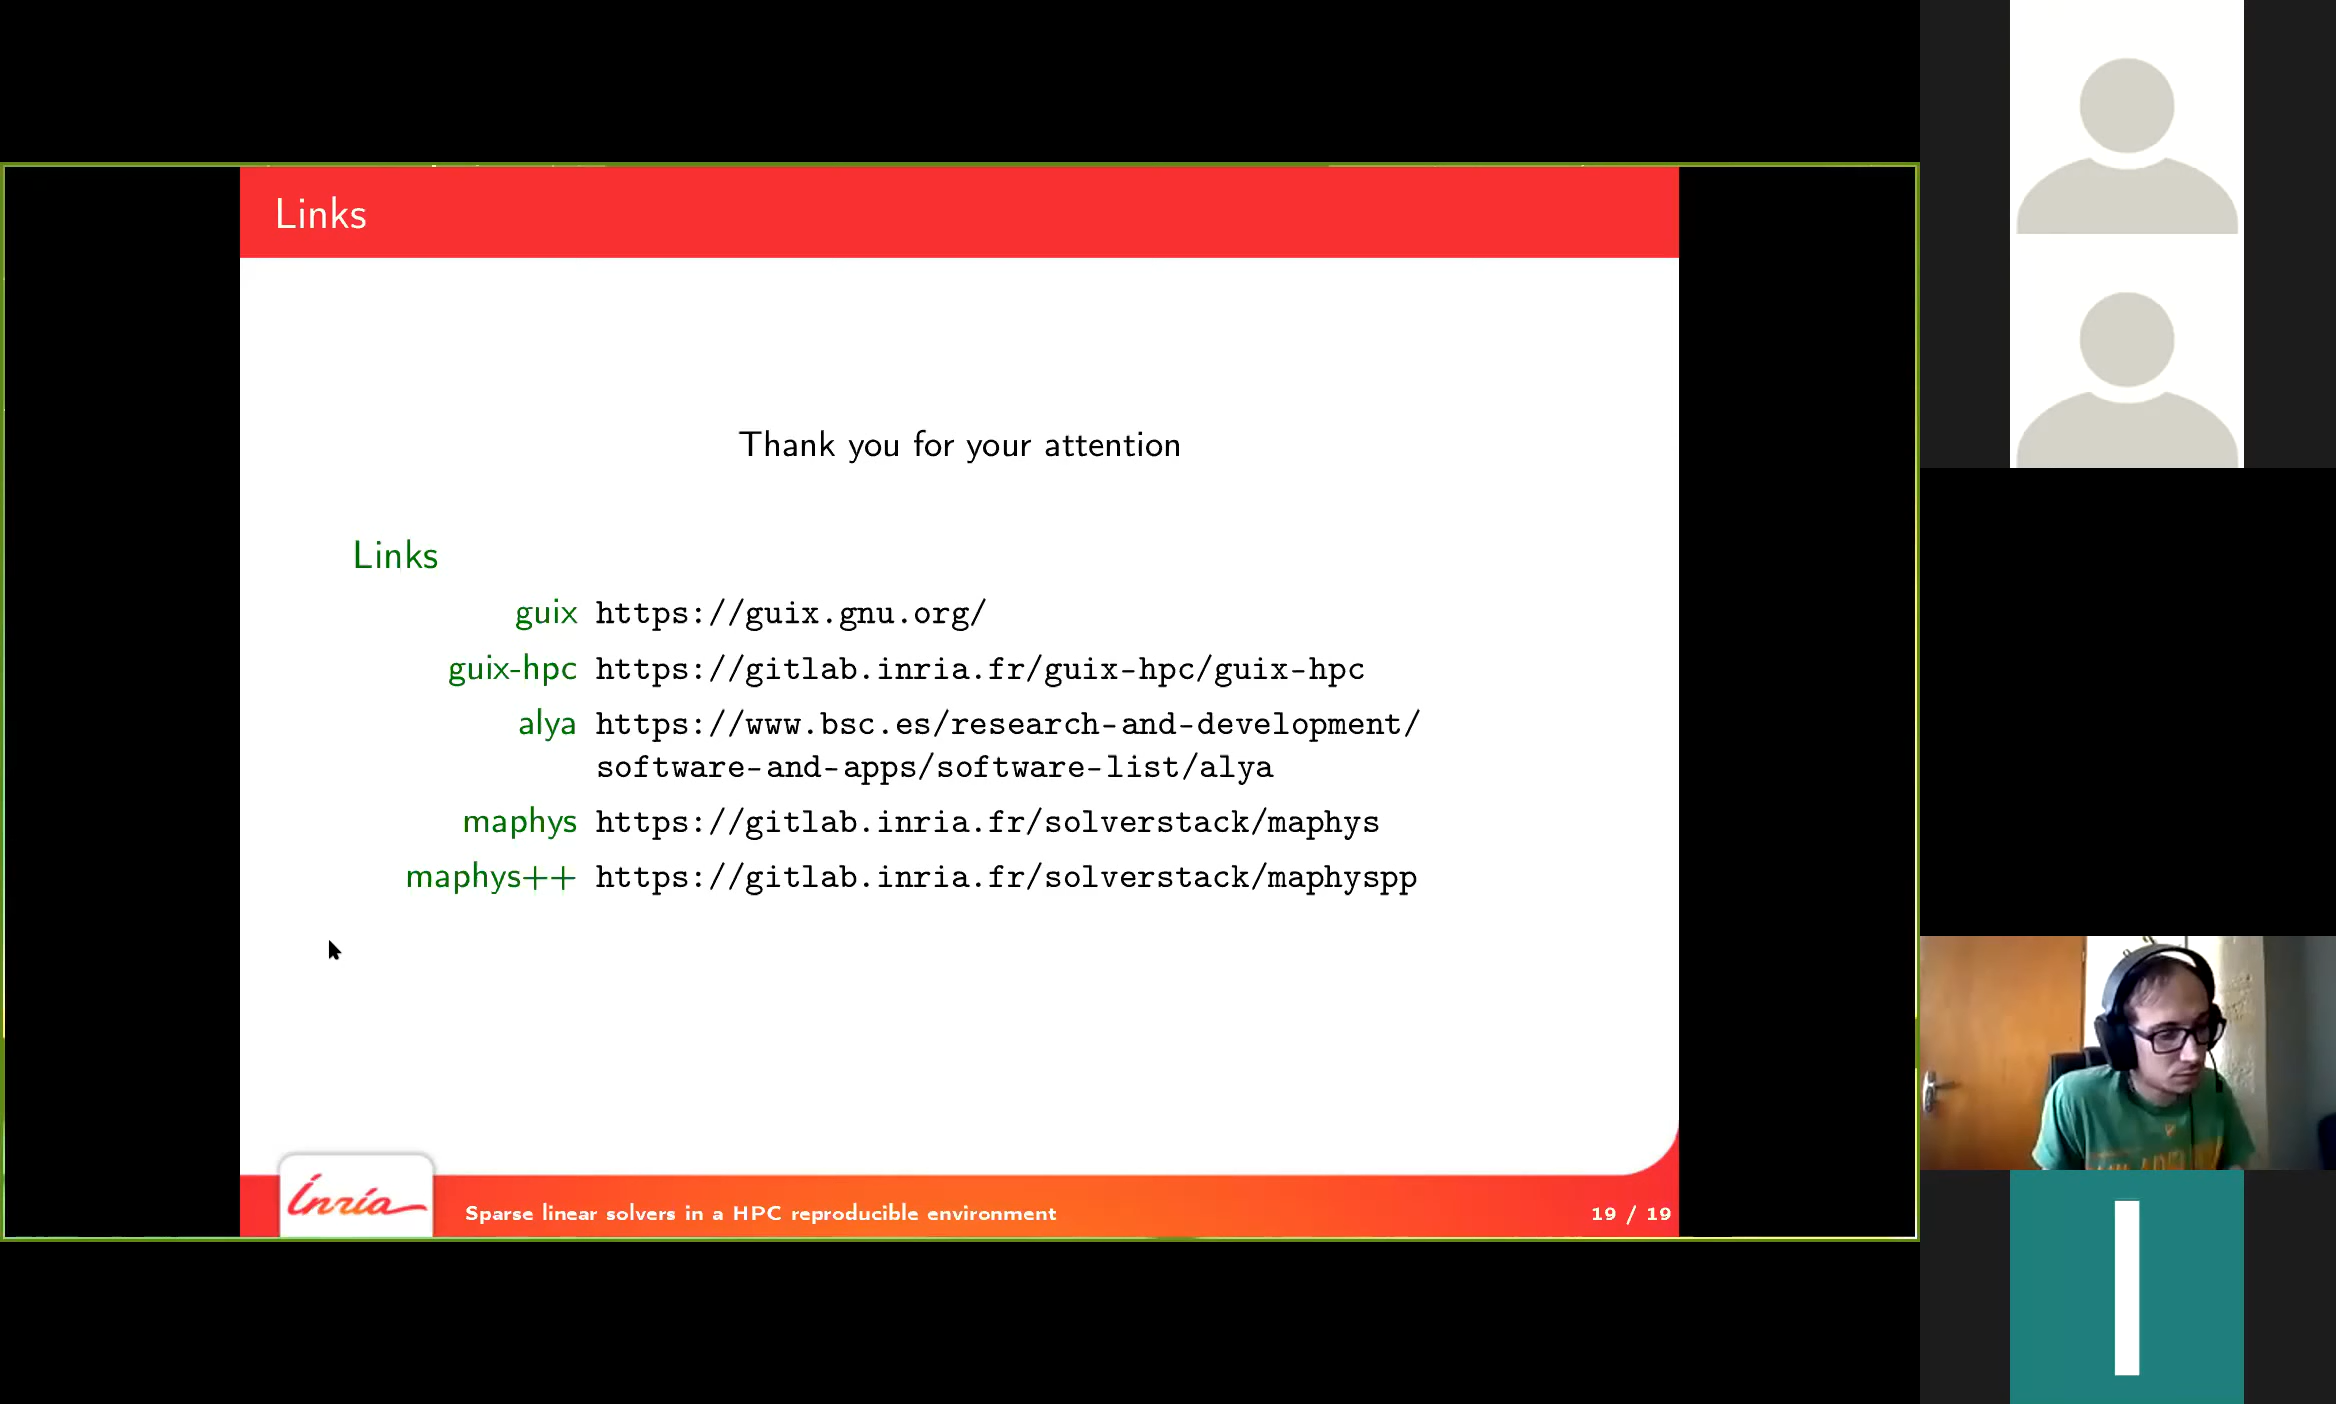 Links
Thank you for your attention
Links
guix https://guix.gnu.org/
guix-hpc https://gitlab.inria.fr/guix-hpc/guix-hpc
alya https://www.bsc.es/research-and-development/
software-and-apps/software-list/alya
maphys https://gitlab.inria.fr/solverstack/maphys
maphys++ https://gitlab.inria.fr/solverstack/maphyspp
Inria
Sparse linear solvers in a HPC reproducible environment
19 / 19
I